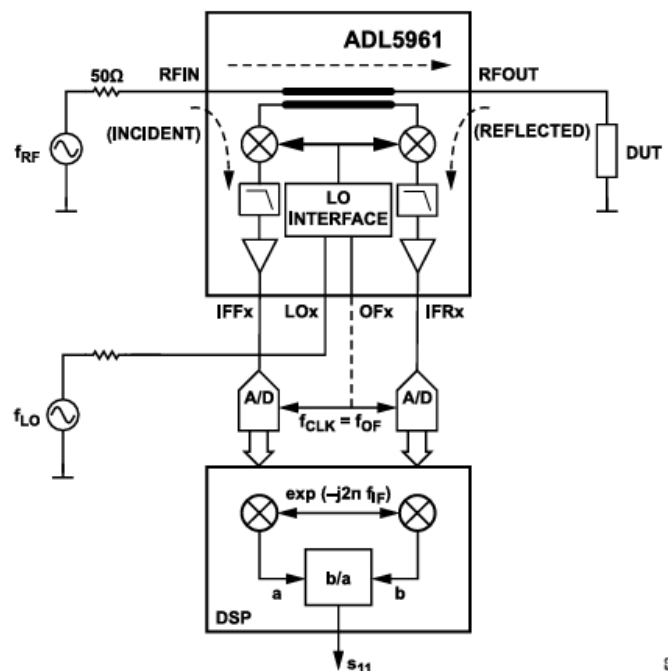 ADL5961
50Ω
RFIN
RFOUT
(INCIDENT)
(REFLECTED)
fRF
DUT
LO
INTERFACE
IFFx
LOx
OFx
IFRx
fLO
A/D
A/D
fCLK = fOF
exp (–j2π fIF)
b/a
a
b
DSP
s11